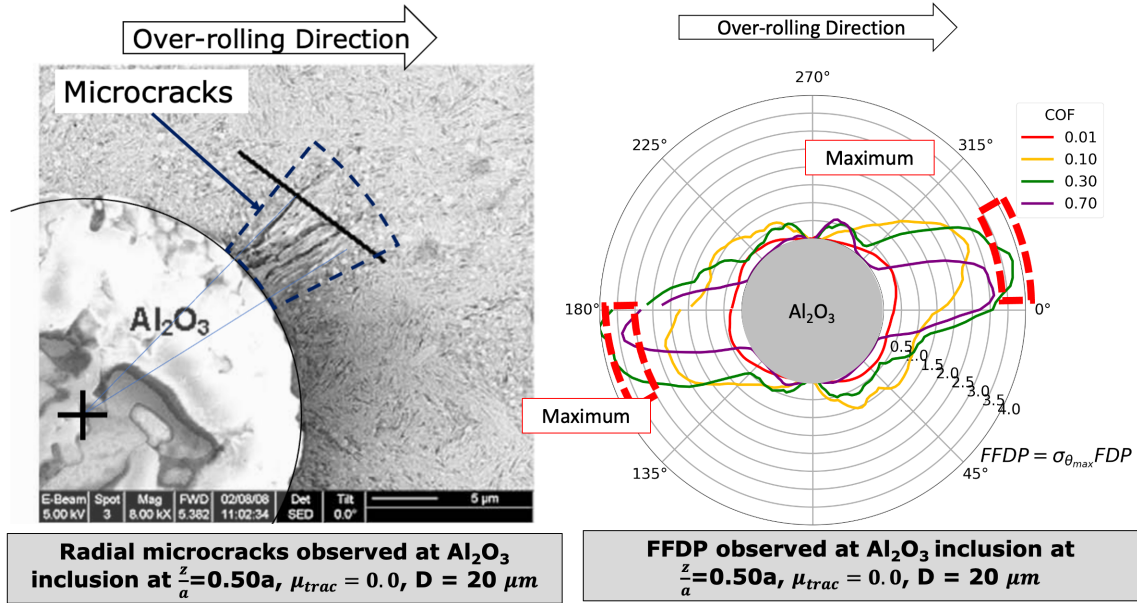 Over-rolling Direction
Microcracks
Al₂O₃
E-Beam Spot Mag FWD 02/08/08 Det Tilt 5 µm
5.00 kV 3 8.00 kX 5.382 11:02:34 SED 0.0°
Radial microcracks observed at Al₂O₃
inclusion at z/a=0.50a, μ_trac = 0.0, D = 20 μm
Over-rolling Direction
270°
225°
315°
180°
0°
135°
45°
COF
0.01
0.10
0.30
0.70
Maximum
Al₂O₃
0.5
1.0
1.5
2.0
2.5
3.0
3.5
4.0
Maximum
FFDP = σ_θmax FDP
FFDP observed at Al₂O₃ inclusion at
z/a=0.50a, μ_trac = 0.0, D = 20 μm